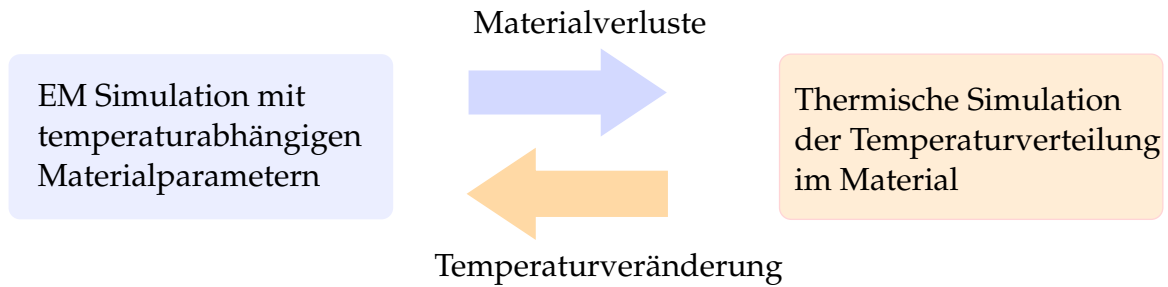 Materialverluste
EM Simulation mit
temperaturabhängigen
Materialparametern
Thermische Simulation
der Temperaturverteilung
im Material
Temperaturveränderung